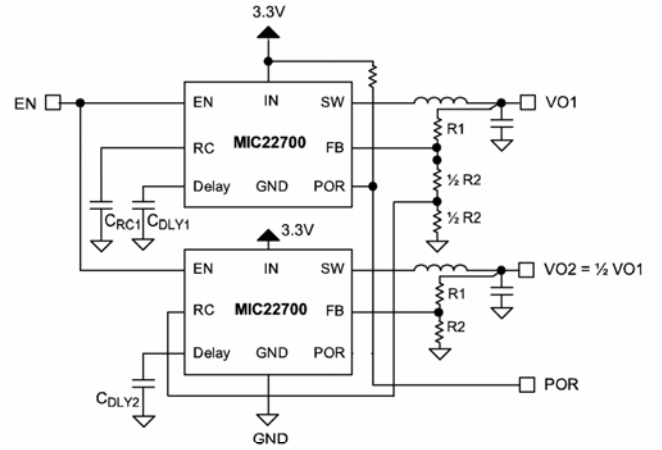 3.3V
EN
EN
IN
SW
VO1
R1
RC
MIC22700
FB
½ R2
Delay
GND
POR
½ R2
CRC1
CDLY1
3.3V
EN
IN
SW
VO2 = ½ VO1
R1
RC
MIC22700
FB
R2
Delay
GND
POR
CDLY2
POR
GND